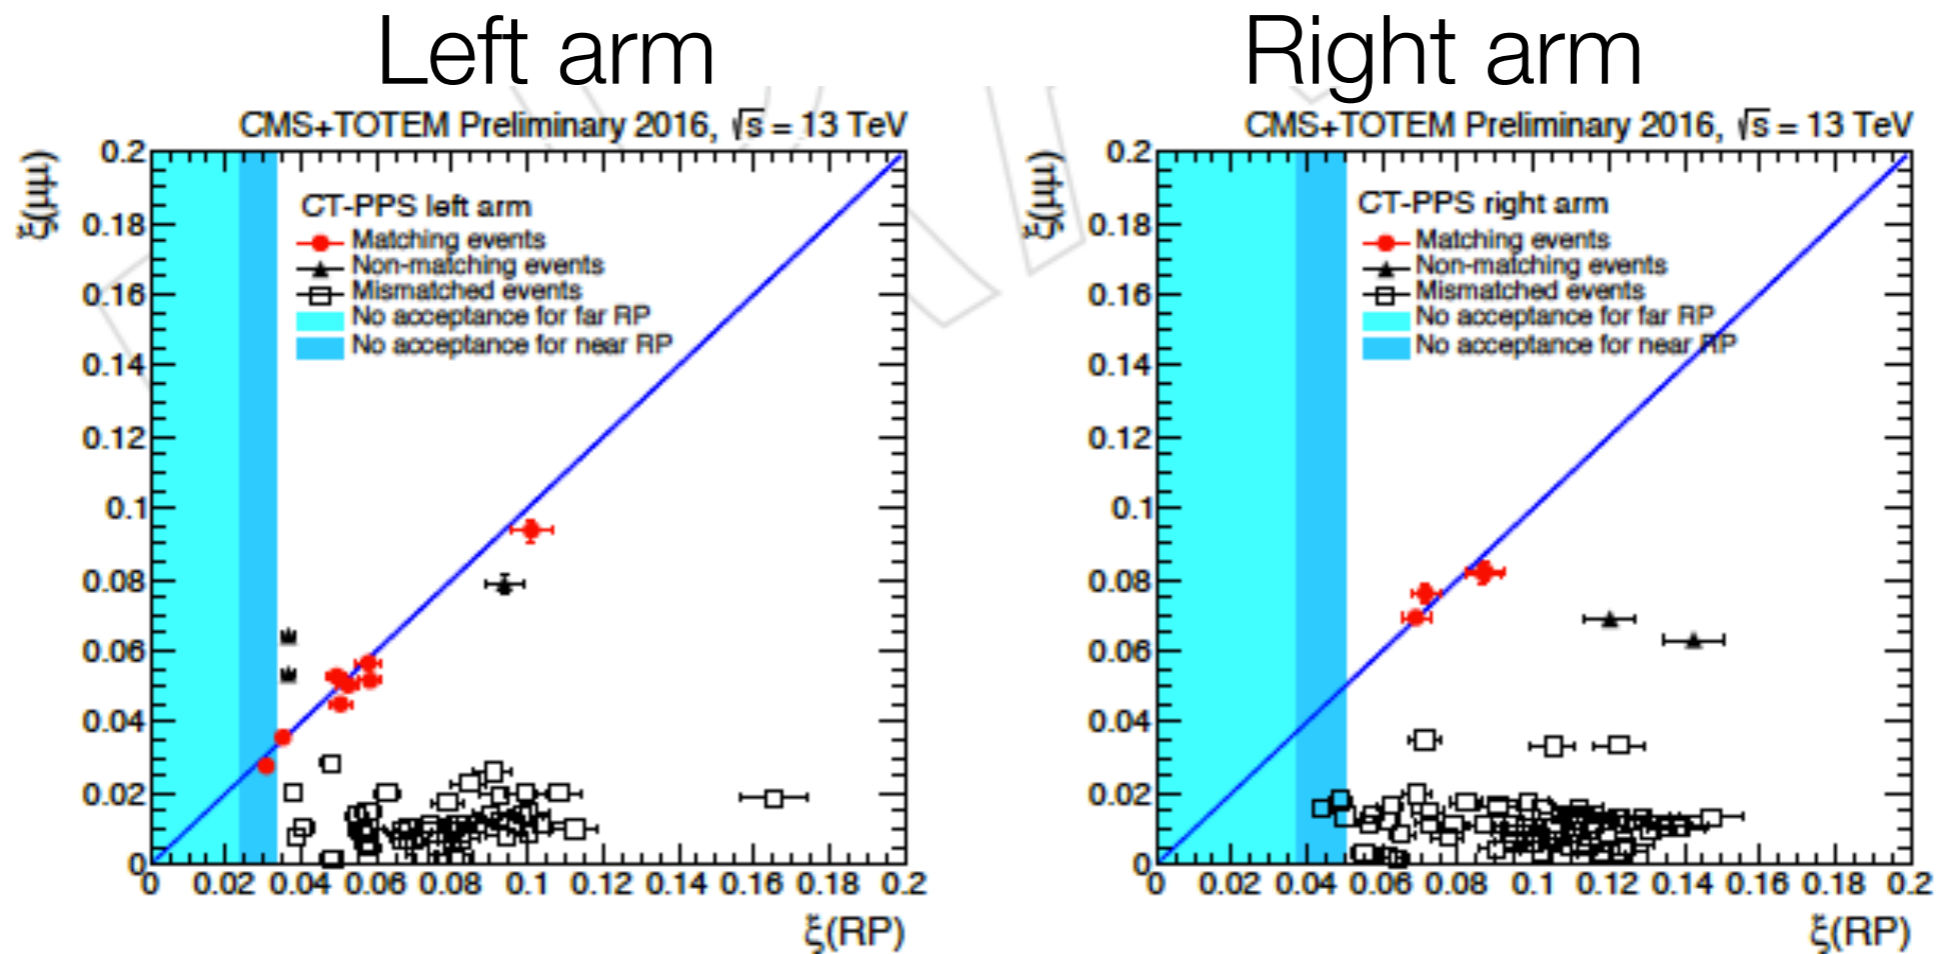 Left arm
CMS+TOTEM Preliminary 2016, √s = 13 TeV
ξ(μμ)
0.2
0.18
0.16
0.14
0.12
0.1
0.08
0.06
0.04
0.02
0
CT-PPS left arm
Matching events
Non-matching events
Mismatched events
No acceptance for far RP
No acceptance for near RP
0 0.02 0.04 0.06 0.08 0.1 0.12 0.14 0.16 0.18 0.2
ξ(RP)
Right arm
CMS+TOTEM Preliminary 2016, √s = 13 TeV
ξ(μμ)
0.2
0.18
0.16
0.14
0.12
0.1
0.08
0.06
0.04
0.02
0
CT-PPS right arm
Matching events
Non-matching events
Mismatched events
No acceptance for far RP
No acceptance for near RP
0 0.02 0.04 0.06 0.08 0.1 0.12 0.14 0.16 0.18 0.2
ξ(RP)